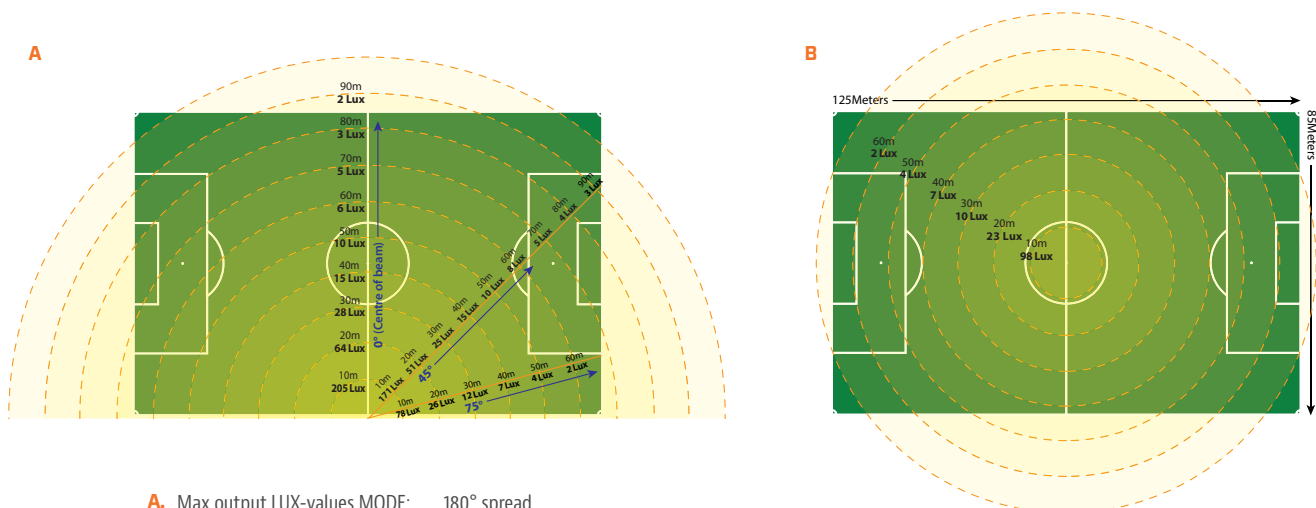 A
90m
2 Lux
80m
3 Lux
70m
5 Lux
60m
6 Lux
50m
10 Lux
40m
15 Lux
30m
28 Lux
20m
64 Lux
10m
205 Lux
0° (Centre of beam)
90m
3 Lux
80m
4 Lux
70m
5 Lux
60m
8 Lux
50m
10 Lux
40m
15 Lux
30m
25 Lux
20m
51 Lux
10m
171 Lux
45°
10m
78 Lux
20m
26 Lux
30m
12 Lux
40m
7 Lux
50m
4 Lux
60m
2 Lux
75°
B
125Meters
85Meters
60m
2 Lux
50m
4 Lux
40m
7 Lux
30m
10 Lux
20m
23 Lux
10m
98 Lux
A. Max output LUX-values MODE: 180° spread